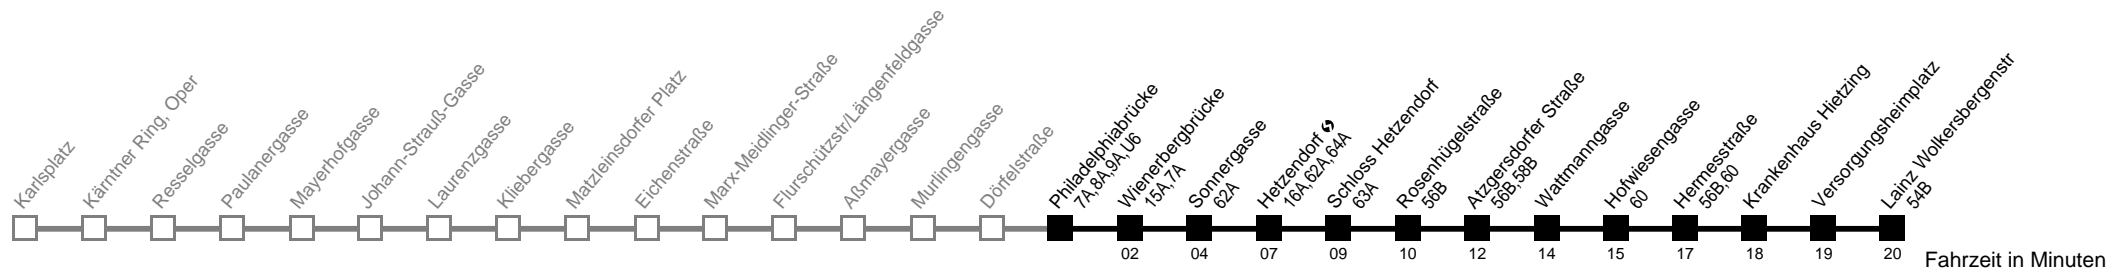 Karlsplatz
Kärntner Ring, Oper
Resselgasse
Paulanergasse
Mayerhofgasse
Johann-Strauß-Gasse
Laurenzgasse
Kliebergasse
Matzleinsdorfer Platz
Eichenstraße
Marx-Meidlinger-Straße
Flurschützstr/Längenfeldgasse
Aßmayergasse
Murlingengasse
Dörfelstraße
Philadelphiabrücke
7A,8A,9A,U6
Wienerbergbrücke
15A,7A
Sonnergasse
62A
Hetzendorf
16A,62A,64A
Schloss Hetzendorf
63A
Rosenhügelstraße
56B
Atzgersdorfer Straße
56B,58B
Wattmanngasse
Hofwiesengasse
60
Hermesstraße
56B,60
Krankenhaus Hietzing
Versorgungsheimplatz
Lainz Wolkersbergenstr
54B
02 04 07 09 10 12 14 15 17 18 19 20
Fahrzeit in Minuten